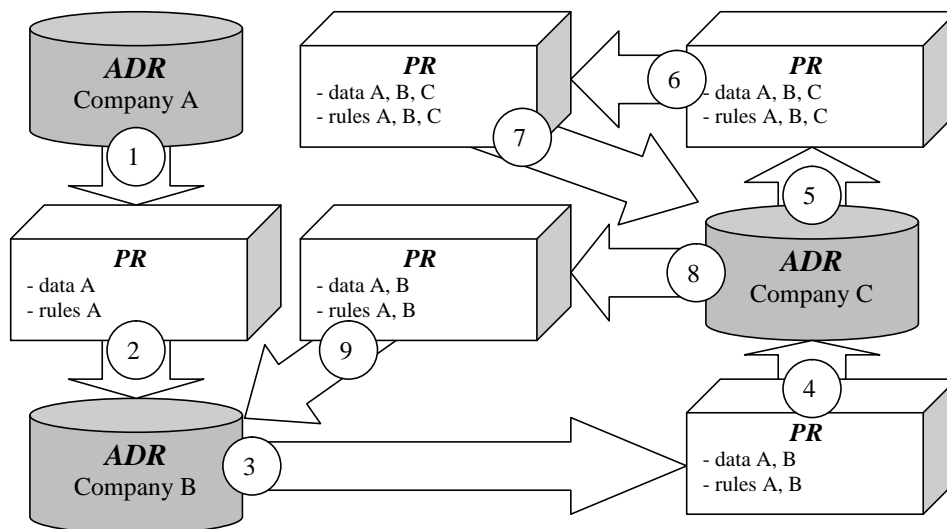 ADR
Company A
1
PR
- data A
- rules A
2
ADR
Company B
3
PR
- data A, B
- rules A, B
4
ADR
Company C
5
PR
- data A, B, C
- rules A, B, C
6
PR
- data A, B, C
- rules A, B, C
7
8
PR
- data A, B
- rules A, B
9